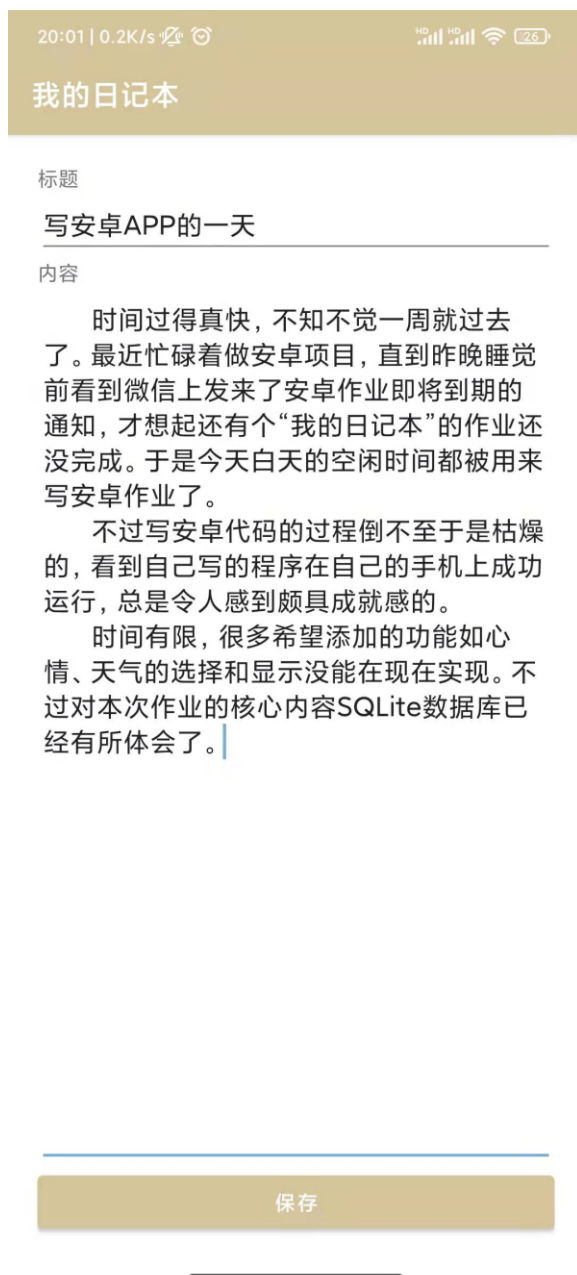 20:01 | 0.2K/s
HD HD 26
我的日记本
标题
写安卓APP的一天
内容
时间过得真快，不知不觉一周就过去
了。最近忙碌着做安卓项目，直到昨晚睡觉
前看到微信上发来了安卓作业即将到期的
通知，才想起还有个“我的日记本”的作业还
没完成。于是今天白天的空闲时间都被用来
写安卓作业了。
不过写安卓代码的过程倒不至于是枯燥
的，看到自己写的程序在自己的手机上成功
运行，总是令人感到颇具成就感的。
时间有限，很多希望添加的功能如心
情、天气的选择和显示没能在现在实现。不
过对本次作业的核心内容SQLite数据库已
经有所体会了。
保存